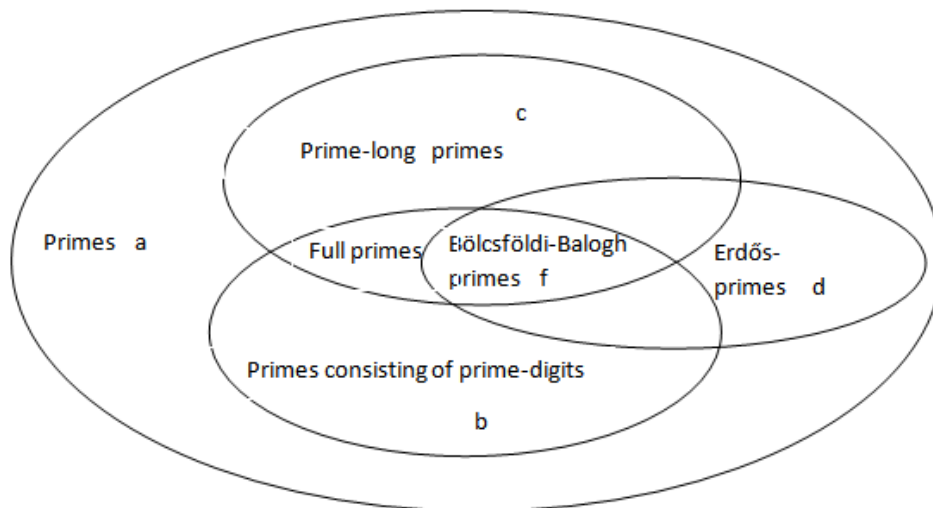 c
Prime-long primes
Primes a
Full primes
Bölcsföldi-Balogh
primes f
Erdős-
primes d
Primes consisting of prime-digits
b